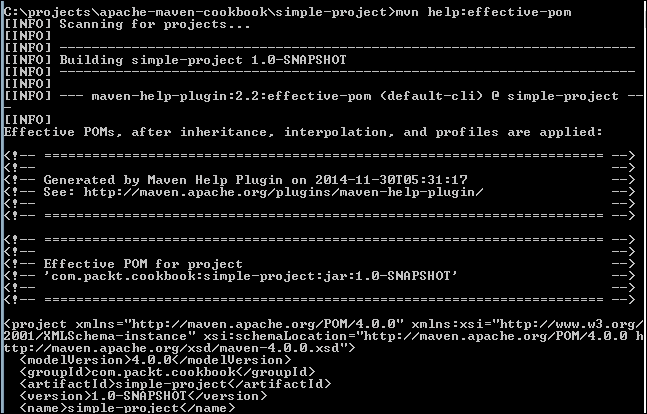 C:\projects\apache-maven-cookbook\simple-project>mvn help:effective-pom
[INFO] Scanning for projects...
[INFO]
[INFO] ------------------------------------------------------------------------
[INFO] Building simple-project 1.0-SNAPSHOT
[INFO] ------------------------------------------------------------------------
[INFO]
[INFO] --- maven-help-plugin:2.2:effective-pom (default-cli) @ simple-project --
-
[INFO]
Effective POMs, after inheritance, interpolation, and profiles are applied:
<!-- ====================================================================== -->
<!--                                                                        -->
<!-- Generated by Maven Help Plugin on 2014-11-30T05:31:17                  -->
<!-- See: http://maven.apache.org/plugins/maven-help-plugin/                -->
<!--                                                                        -->
<!-- ====================================================================== -->
<!-- ====================================================================== -->
<!--                                                                        -->
<!-- Effective POM for project                                              -->
<!-- 'com.packt.cookbook:simple-project:jar:1.0-SNAPSHOT'                   -->
<!--                                                                        -->
<!-- ====================================================================== -->
<project xmlns="http://maven.apache.org/POM/4.0.0" xmlns:xsi="http://www.w3.org/
2001/XMLSchema-instance" xsi:schemaLocation="http://maven.apache.org/POM/4.0.0 h
ttp://maven.apache.org/xsd/maven-4.0.0.xsd">
  <modelVersion>4.0.0</modelVersion>
  <groupId>com.packt.cookbook</groupId>
  <artifactId>simple-project</artifactId>
  <version>1.0-SNAPSHOT</version>
  <name>simple-project</name>